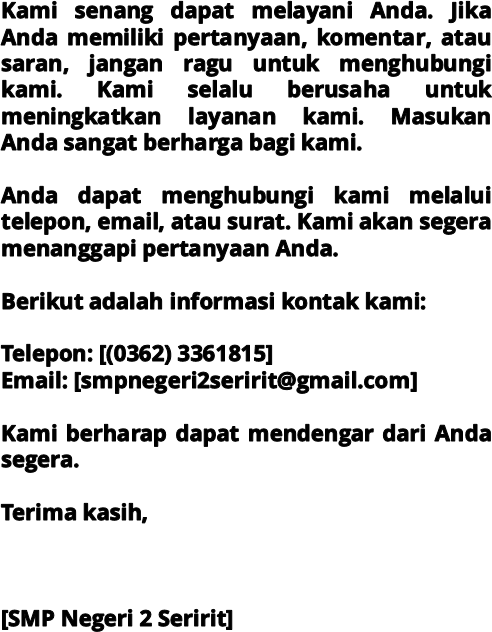 Kami senang dapat melayani Anda. Jika
Anda memiliki pertanyaan, komentar, atau
saran, jangan ragu untuk menghubungi
kami. Kami selalu berusaha untuk
meningkatkan layanan kami. Masukan
Anda sangat berharga bagi kami.
Anda dapat menghubungi kami melalui
telepon, email, atau surat. Kami akan segera
menanggapi pertanyaan Anda.
Berikut adalah informasi kontak kami:
Telepon: [(0362) 3361815]
Email: [smpnegeri2seririt@gmail.com]
Kami berharap dapat mendengar dari Anda
segera.
Terima kasih,
[SMP Negeri 2 Seririt]